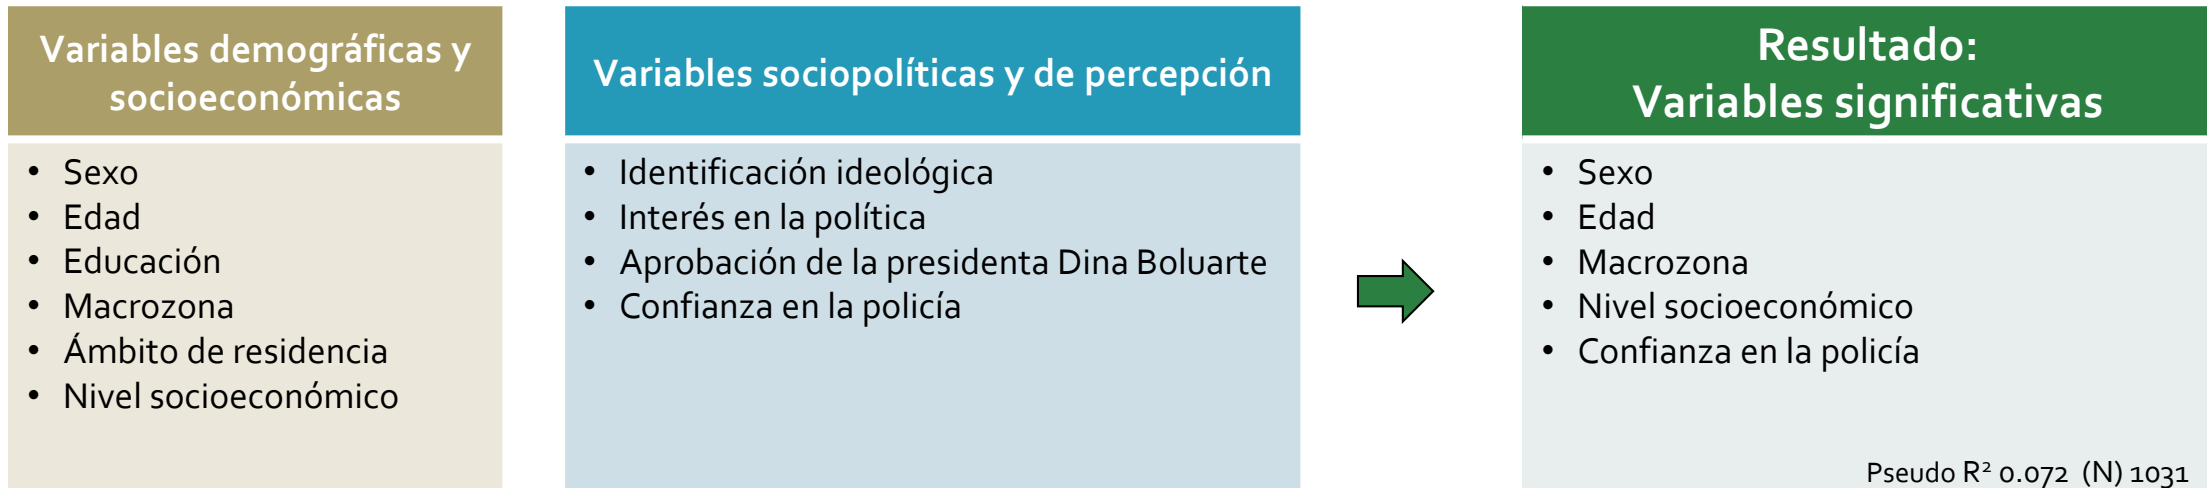 Variables demográficas y
socioeconómicas
• Sexo
• Edad
• Educación
• Macrozona
• Ámbito de residencia
• Nivel socioeconómico
Variables sociopolíticas y de percepción
• Identificación ideológica
• Interés en la política
• Aprobación de la presidenta Dina Boluarte
• Confianza en la policía
Resultado:
Variables significativas
• Sexo
• Edad
• Macrozona
• Nivel socioeconómico
• Confianza en la policía
Pseudo R² 0.072 (N) 1031